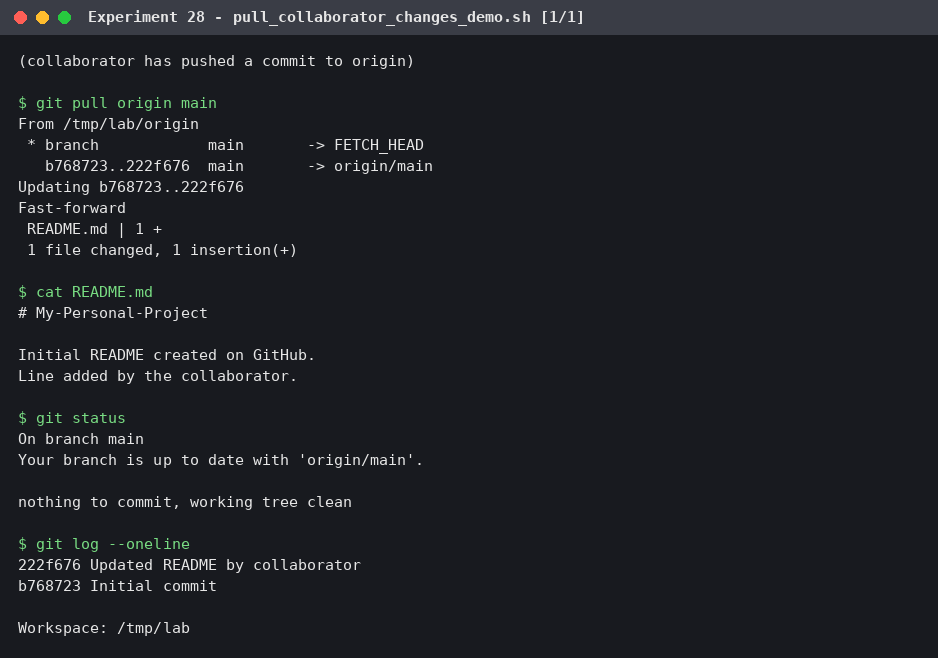 Experiment 28 - pull_collaborator_changes_demo.sh [1/1]
(collaborator has pushed a commit to origin)
$ git pull origin main
From /tmp/lab/origin
 * branch            main       -> FETCH_HEAD
   b768723..222f676  main       -> origin/main
Updating b768723..222f676
Fast-forward
 README.md | 1 +
 1 file changed, 1 insertion(+)
$ cat README.md
# My-Personal-Project
Initial README created on GitHub.
Line added by the collaborator.
$ git status
On branch main
Your branch is up to date with 'origin/main'.
nothing to commit, working tree clean
$ git log --oneline
222f676 Updated README by collaborator
b768723 Initial commit
Workspace: /tmp/lab